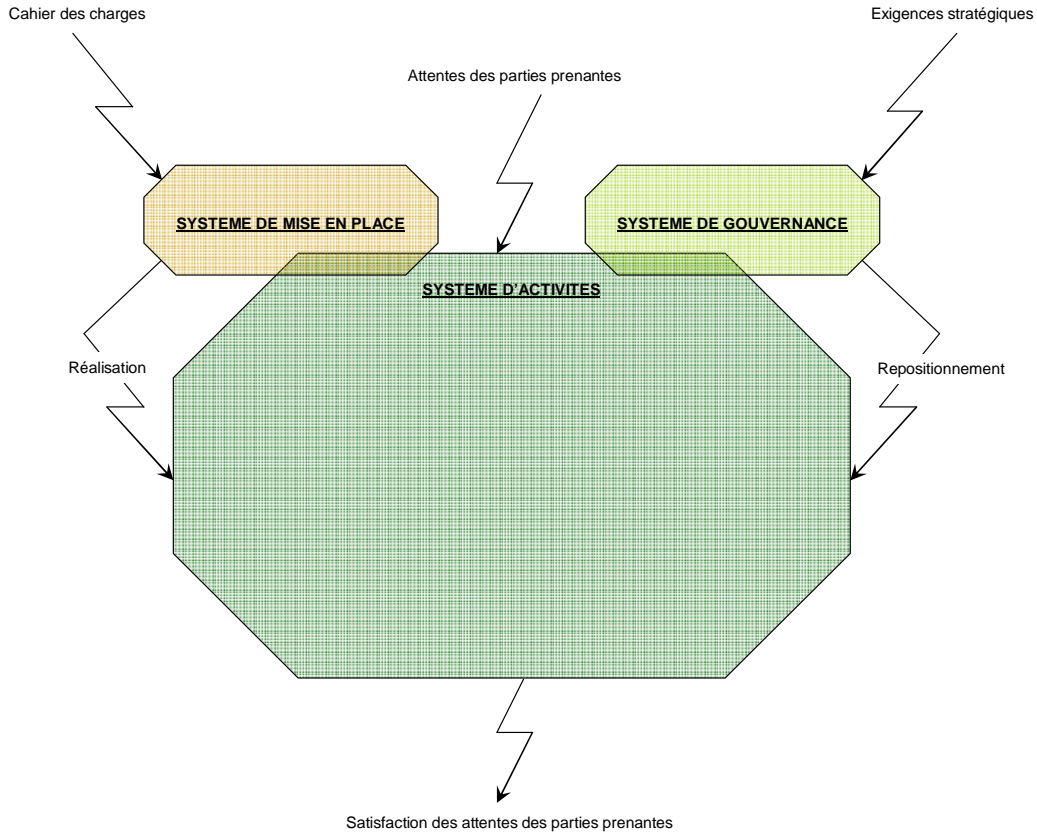 Cahier des charges
Exigences stratégiques
Attentes des parties prenantes
SYSTEME DE MISE EN PLACE
SYSTEME DE GOUVERNANCE
SYSTEME D'ACTIVITES
Réalisation
Repositionnement
Satisfaction des attentes des parties prenantes